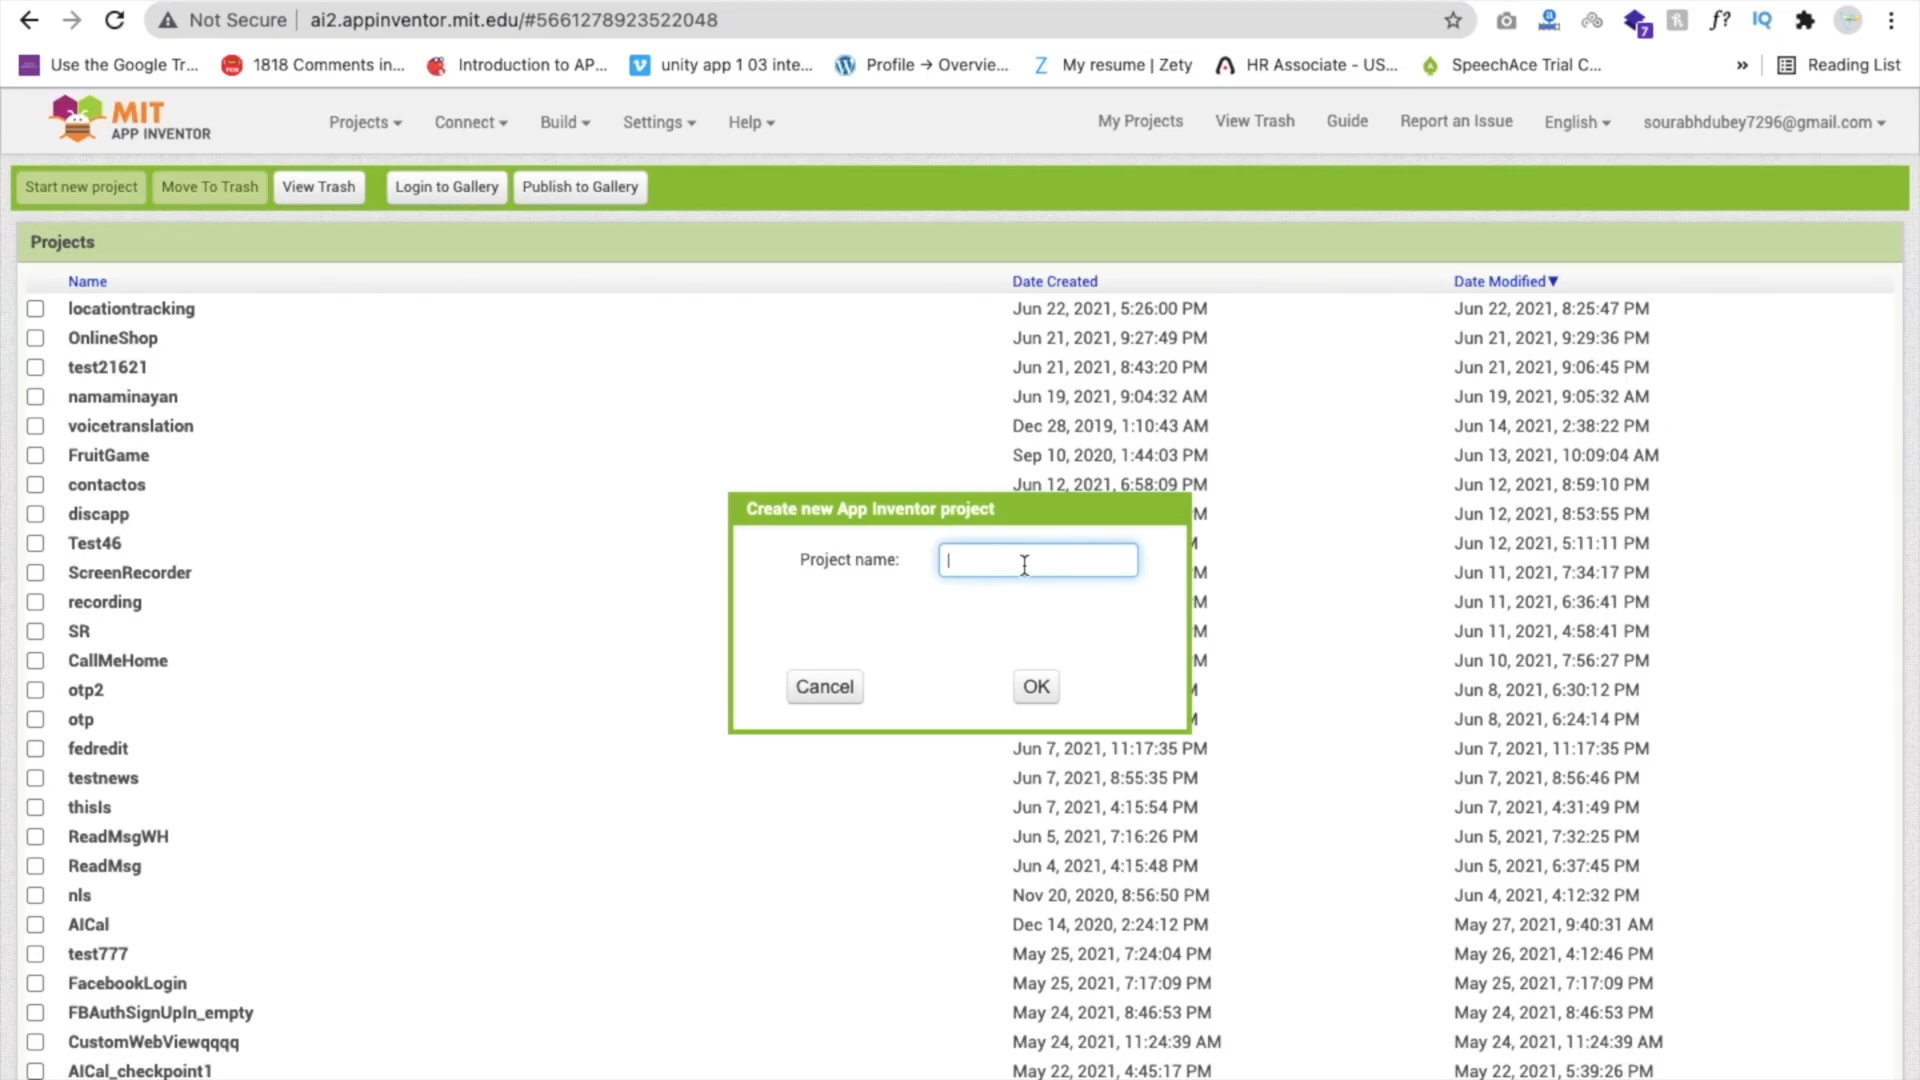 Not Secure ai2.appinventor.mit.edu/#5661278923522048 7 f? IQ
Use the Google Tr... 1818 Comments in... Introduction to AP... unity app 1 03 inte... Profile → Overvie... Z My resume | Zety HR Associate - US... SpeechAce Trial C... » Reading List
MIT APP INVENTOR Projects Connect Build Settings Help My Projects View Trash Guide Report an Issue English sourabhdubey7296@gmail.com
Start new project Move To Trash View Trash Login to Gallery Publish to Gallery
Projects
Name Date Created Date Modified▼
locationtracking Jun 22, 2021, 5:26:00 PM Jun 22, 2021, 8:25:47 PM
OnlineShop Jun 21, 2021, 9:27:49 PM Jun 21, 2021, 9:29:36 PM
test21621 Jun 21, 2021, 8:43:20 PM Jun 21, 2021, 9:06:45 PM
namaminayan Jun 19, 2021, 9:04:32 AM Jun 19, 2021, 9:05:32 AM
voicetranslation Dec 28, 2019, 1:10:43 AM Jun 14, 2021, 2:38:22 PM
FruitGame Sep 10, 2020, 1:44:03 PM Jun 13, 2021, 10:09:04 AM
contactos Jun 12, 2021, 6:58:09 PM Jun 12, 2021, 8:59:10 PM
discapp M Jun 12, 2021, 8:53:55 PM
Test46 Jun 12, 2021, 5:11:11 PM
ScreenRecorder M Jun 11, 2021, 7:34:17 PM
recording M Jun 11, 2021, 6:36:41 PM
SR M Jun 11, 2021, 4:58:41 PM
CallMeHome M Jun 10, 2021, 7:56:27 PM
otp2 Jun 8, 2021, 6:30:12 PM
otp Jun 8, 2021, 6:24:14 PM
Create new App Inventor project
Project name:
Cancel OK
fedredit Jun 7, 2021, 11:17:35 PM Jun 7, 2021, 11:17:35 PM
testnews Jun 7, 2021, 8:55:35 PM Jun 7, 2021, 8:56:46 PM
thisIs Jun 7, 2021, 4:15:54 PM Jun 7, 2021, 4:31:49 PM
ReadMsgWH Jun 5, 2021, 7:16:26 PM Jun 5, 2021, 7:32:25 PM
ReadMsg Jun 4, 2021, 4:15:48 PM Jun 5, 2021, 6:37:45 PM
nls Nov 20, 2020, 8:56:50 PM Jun 4, 2021, 4:12:32 PM
AICal Dec 14, 2020, 2:24:12 PM May 27, 2021, 9:40:31 AM
test777 May 25, 2021, 7:24:04 PM May 26, 2021, 4:12:46 PM
FacebookLogin May 25, 2021, 7:17:09 PM May 25, 2021, 7:17:09 PM
FBAuthSignUpIn_empty May 24, 2021, 8:46:53 PM May 24, 2021, 8:46:53 PM
CustomWebViewqqqq May 24, 2021, 11:24:39 AM May 24, 2021, 11:24:39 AM
AICal_checkpoint1 May 22, 2021, 4:45:17 PM May 22, 2021, 5:39:26 PM